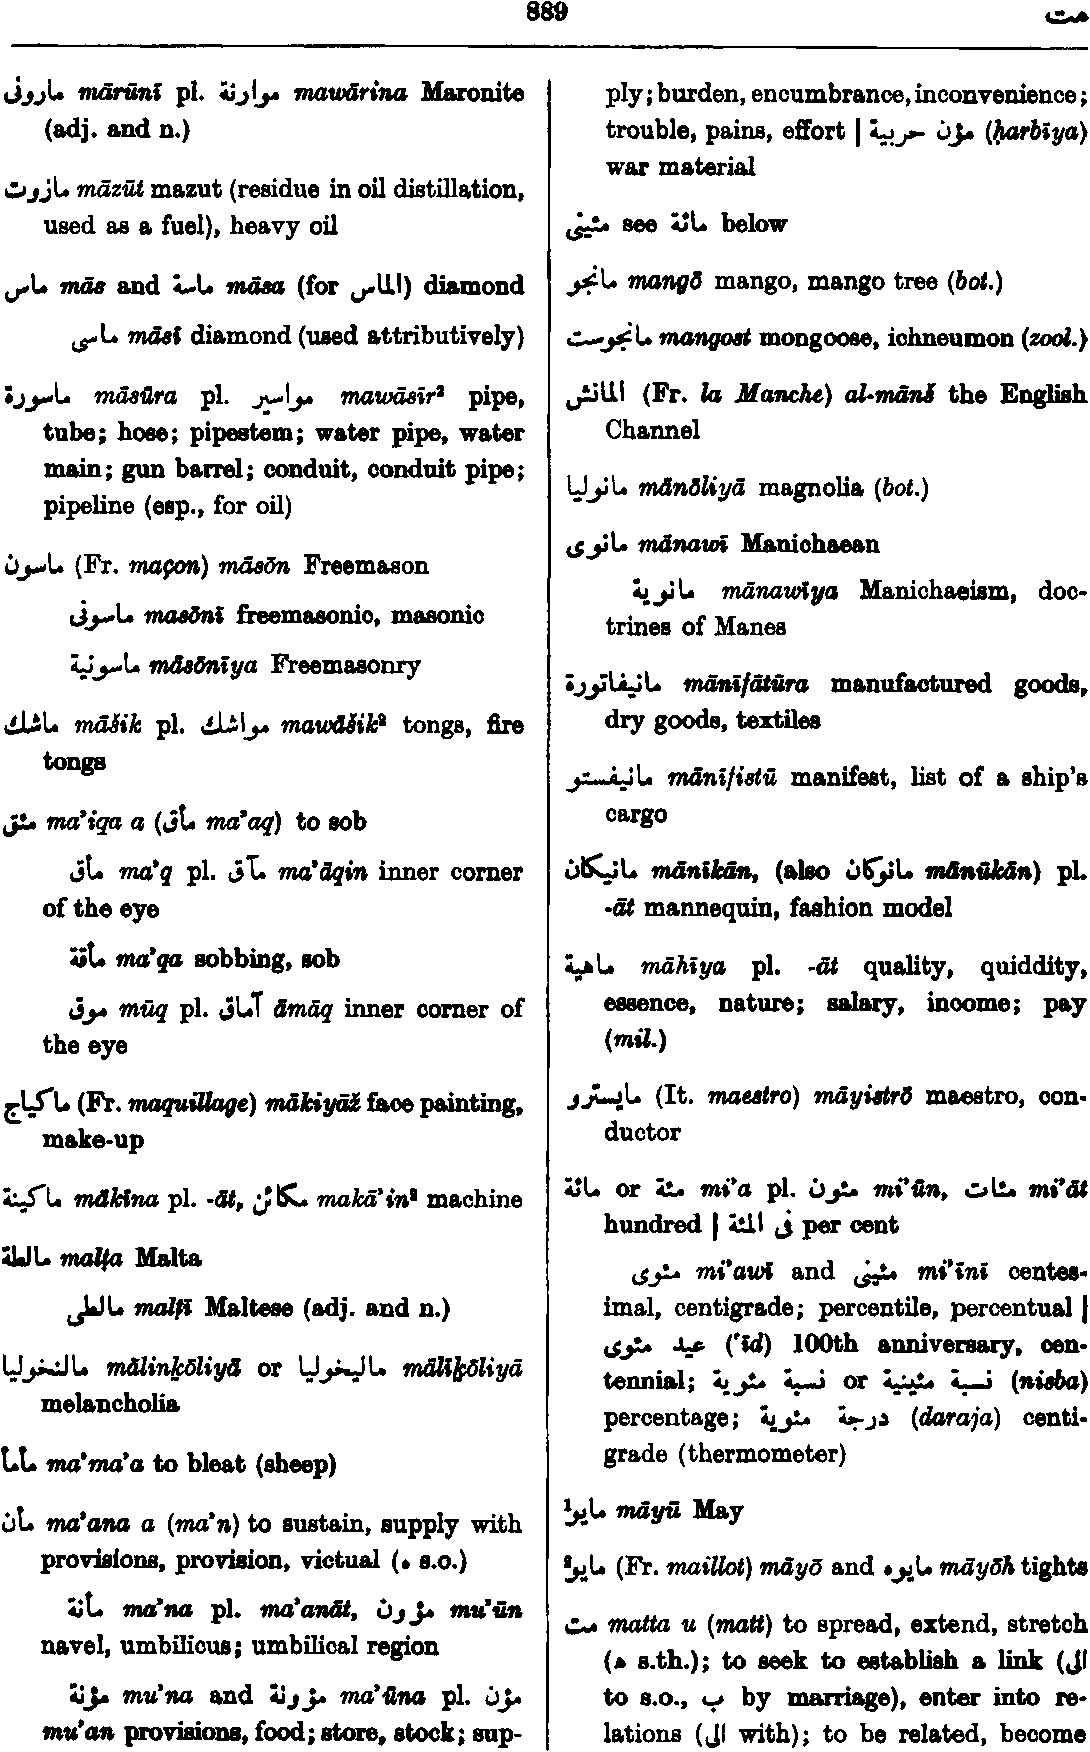 889
مت
مارونى mārūnī pl. موارنة mawārina Maronite
(adj. and n.)
مازوت māzūt mazut (residue in oil distillation,
used as a fuel), heavy oil
ماس mās and ماسة māsa (for الماس) diamond
ماسى māsī diamond (used attributively)
ماسورة māsūra pl. مواسير mawāsīr² pipe,
tube; hose; pipestem; water pipe, water
main; gun barrel; conduit, conduit pipe;
pipeline (esp., for oil)
ماسون (Fr. maçon) māsōn Freemason
ماسونى masōnī freemasonic, masonic
ماسونية māsōnīya Freemasonry
ماشك māšik pl. مواشك mawāšik² tongs, fire
tongs
مئق ma’iqa a (مأق ma’aq) to sob
مأق ma’q pl. مآق ma’āqin inner corner
of the eye
مأقة ma’qa sobbing, sob
موق mūq pl. آماق āmāq inner corner of
the eye
ماكياج (Fr. maquillage) mākiyāž face painting,
make-up
ماكينة mākīna pl. -āt, مكائن makā’in² machine
مالطة malṭa Malta
مالطى malṭī Maltese (adj. and n.)
مالنخوليا mālinḵōliyā or ماليخوليا mālīḵōliyā
melancholia
مأمأ ma’ma’a to bleat (sheep)
مأن ma’ana a (ma’n) to sustain, supply with
provisions, provision, victual (ه s.o.)
مأنة ma’na pl. ma’anāt, مؤون mu’ūn
navel, umbilicus; umbilical region
مؤنة mu’na and مؤونة ma’ūna pl. مؤن
mu’an provisions, food; store, stock; sup-
ply; burden, encumbrance, inconvenience;
trouble, pains, effort | مؤن حربية (ḥarbīya)
war material
مئينى see مائة below
مانجو mangō mango, mango tree (bot.)
مانجوست mangost mongoose, ichneumon (zool.)
المانش (Fr. la Manche) al-mānš the English
Channel
مانوليا mānōliyā magnolia (bot.)
مانوى mānawī Manichaean
مانوية mānawīya Manichaeism, doc-
trines of Manes
مانيفاتورة mānīfātūra manufactured goods,
dry goods, textiles
مانيفستو mānīfistū manifest, list of a ship’s
cargo
مانيكان mānīkān, (also مانوكان mānūkān) pl.
-āt mannequin, fashion model
ماهية māhīya pl. -āt quality, quiddity,
essence, nature; salary, income; pay
(mil.)
مايسترو (It. maestro) māyistrō maestro, con-
ductor
مائة or مئة mi’a pl. مئون mi’ūn, مئات mi’āt
hundred | فى المئة per cent
مئوى mi’awī and مئينى mi’īnī centes-
imal, centigrade; percentile, percentual |
عيد مئوى (‘īd) 100th anniversary, cen-
tennial; نسبة مئوية or نسبة مئينية (nisba)
percentage; درجة مئوية (daraja) centi-
grade (thermometer)
¹مايو māyū May
²مايو (Fr. maillot) māyō and مايوه māyōh tights
مت matta u (matt) to spread, extend, stretch
(ه s.th.); to seek to establish a link (الى
to s.o., ب by marriage), enter into re-
lations (الى with); to be related, become